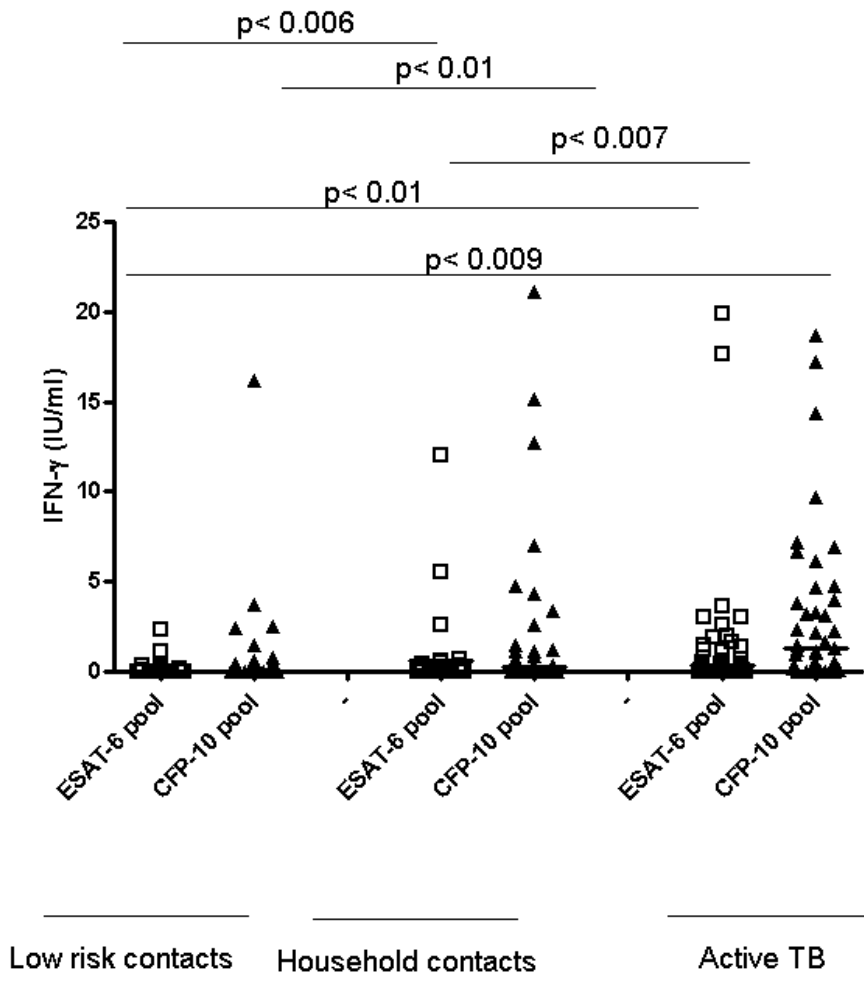 p< 0.006
p< 0.01
p< 0.007
p< 0.01
25
p< 0.009
20
15
10
5
0
IFN-γ (IU/ml)
ESAT-6 pool
CFP-10 pool
-
ESAT-6 pool
CFP-10 pool
-
ESAT-6 pool
CFP-10 pool
Low risk contacts
Household contacts
Active TB